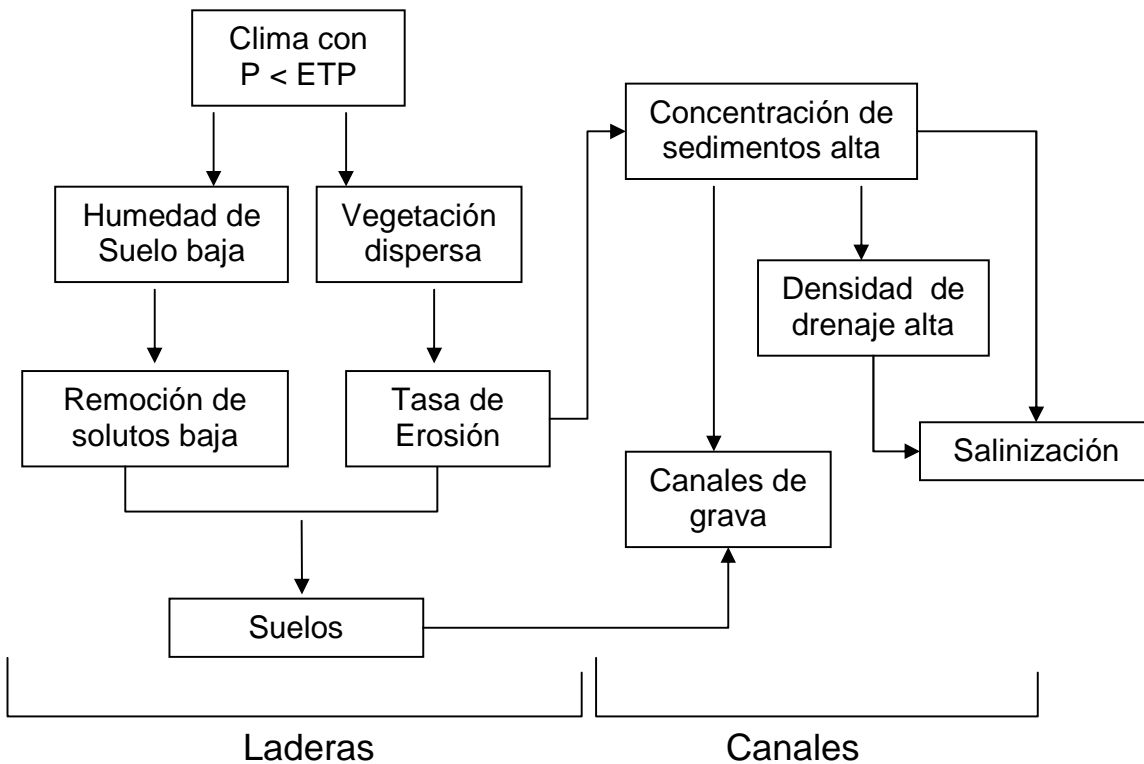 Clima con
P < ETP
Concentración de
sedimentos alta
Humedad de
Suelo baja
Vegetación
dispersa
Densidad de
drenaje alta
Remoción de
solutos baja
Tasa de
Erosión
Salinización
Canales de
grava
Suelos
Laderas
Canales